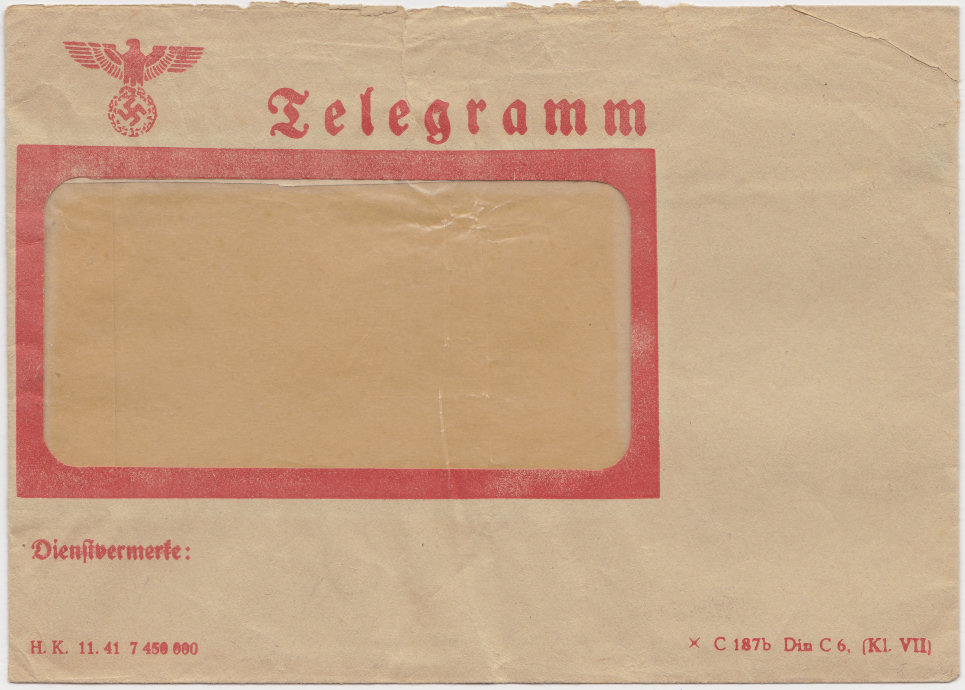 Telegramm
Dienstvermerke:
H. K. 11. 41 7 450 000
× C 187b Din C 6, (Kl. VII)